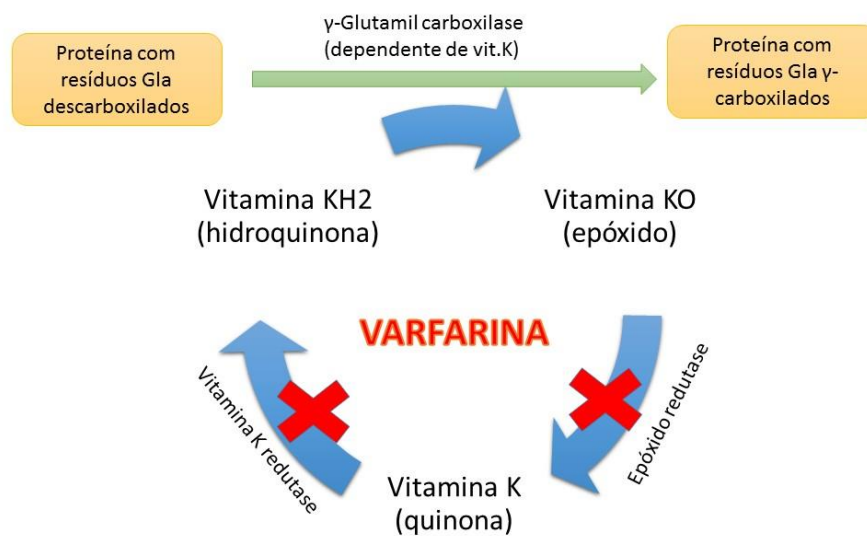 Proteína com
resíduos Gla
descarboxilados
γ-Glutamil carboxilase
(dependente de vit.K)
Proteína com
resíduos Gla γ-
carboxilados
Vitamina KH2
(hidroquinona)
Vitamina KO
(epóxido)
VARFARINA
Vitamina K redutase
Epóxido redutase
Vitamina K
(quinona)